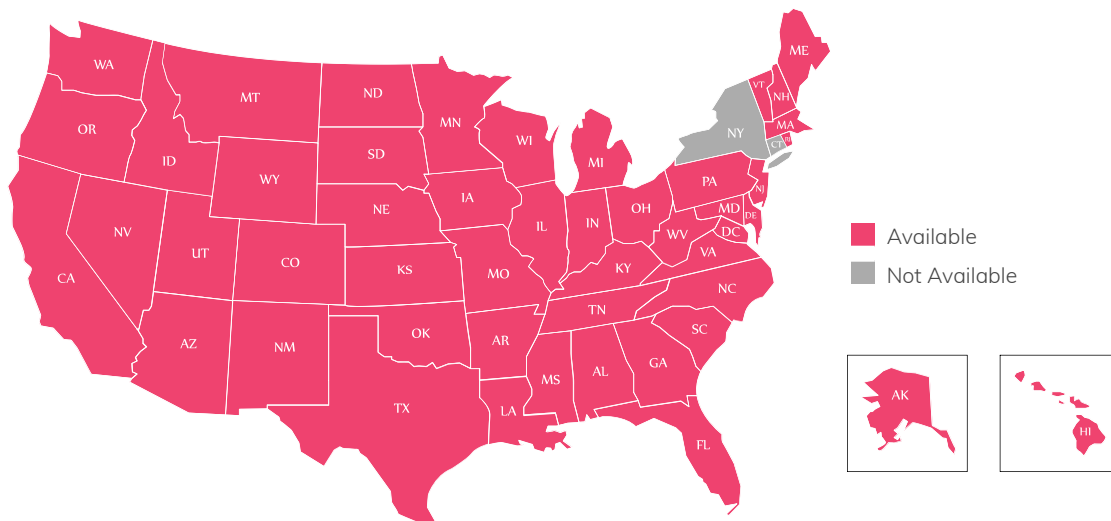 ME
WA
VT
MT
ND
NH
MN
OR
MA
WI
NY
CT
RI
SD
ID
MI
WY
PA
NJ
IA
NE
OH
MD
DE
IL
IN
NV
WV
DC
Available
UT
CO
VA
KS
MO
KY
Not Available
CA
NC
TN
SC
OK
AR
AZ
NM
GA
MS
AL
AK
TX
LA
HI
FL